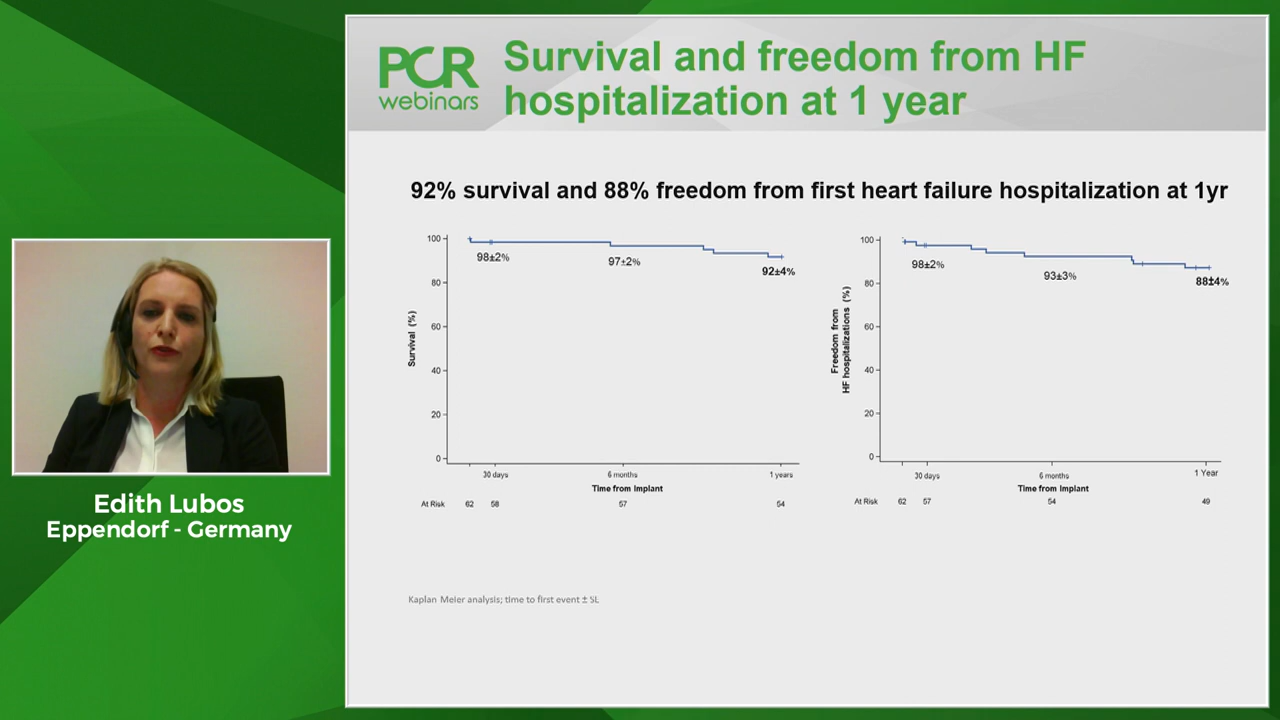 PCR
webinars
Survival and freedom from HF
hospitalization at 1 year
92% survival and 88% freedom from first heart failure hospitalization at 1yr
100
80
60
40
20
0
Survival (%)
98±2%
97±2%
92±4%
30 days
6 months
1 years
Time from Implant
At Risk 62 58 57 54
100
80
60
40
20
0
Freedom from
HF hospitalizations (%)
98±2%
93±3%
88±4%
30 days
6 months
1 Year
Time from Implant
At Risk 62 57 54 49
Kaplan Meier analysis; time to first event ± SE
Edith Lubos
Eppendorf - Germany